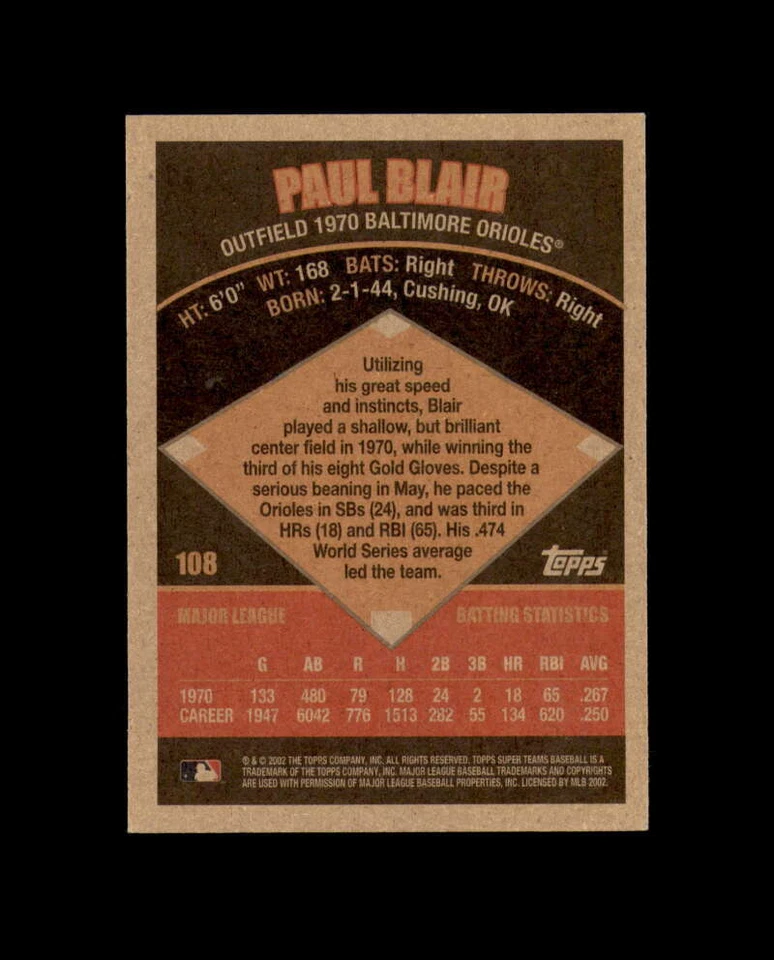 PAUL BLAIR
OUTFIELD 1970 BALTIMORE ORIOLES®
HT: 6'0" WT: 168 BATS: Right THROWS: Right
BORN: 2-1-44, Cushing, OK
Utilizing
his great speed
and instincts, Blair
played a shallow, but brilliant
center field in 1970, while winning the
third of his eight Gold Gloves. Despite a
serious beaning in May, he paced the
Orioles in SBs (24), and was third in
HRs (18) and RBI (65). His .474
World Series average
led the team.
108
Topps
MAJOR LEAGUE BATTING STATISTICS
G AB R H 2B 3B HR RBI AVG
1970 133 480 79 128 24 2 18 65 .267
CAREER 1947 6042 776 1513 282 55 134 620 .250
® & © 2002 THE TOPPS COMPANY, INC. ALL RIGHTS RESERVED. TOPPS SUPER TEAMS BASEBALL IS A
TRADEMARK OF THE TOPPS COMPANY, INC. MAJOR LEAGUE BASEBALL TRADEMARKS AND COPYRIGHTS
ARE USED WITH PERMISSION OF MAJOR LEAGUE BASEBALL PROPERTIES, INC. LICENSED BY MLB 2002.